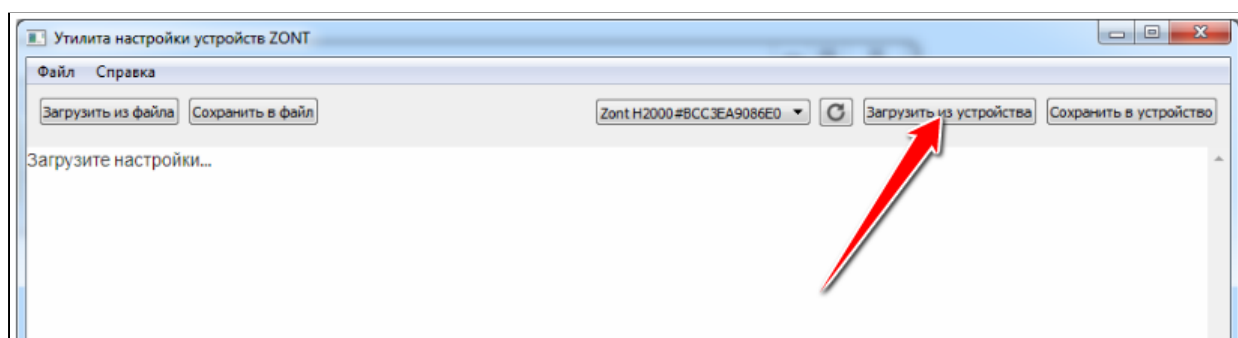 Утилита настройки устройств ZONT
Файл Справка
Загрузить из файла Сохранить в файл Zont H2000#BCC3EA9086E0 Загрузить из устройства Сохранить в устройство
Загрузите настройки...